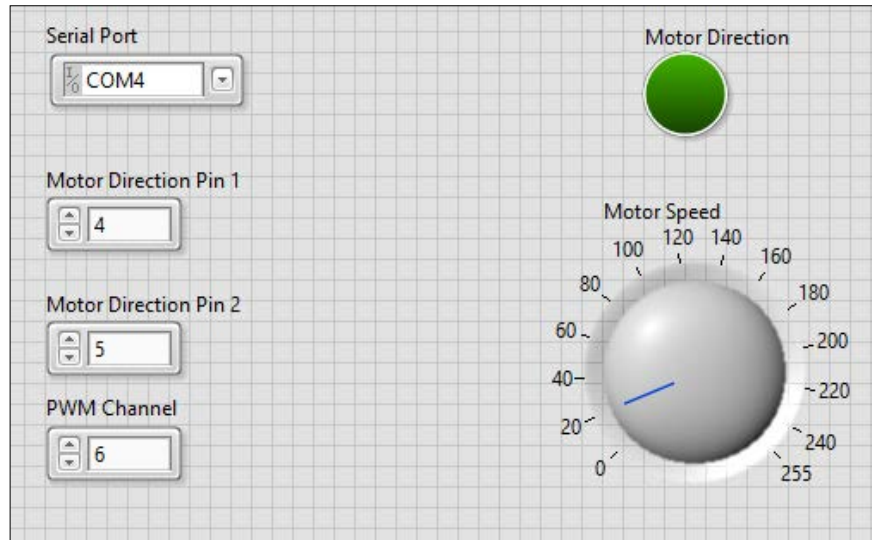 Serial Port
I/O COM4
Motor Direction
Motor Direction Pin 1
4
Motor Speed
0
20
40
60
80
100
120
140
160
180
200
220
240
255
Motor Direction Pin 2
5
PWM Channel
6